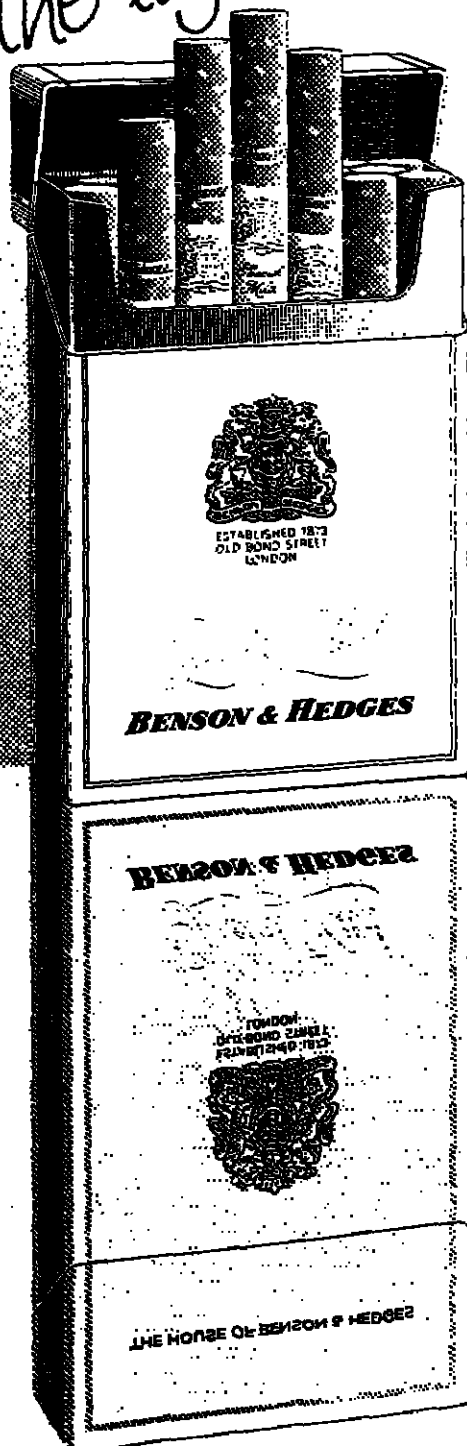 the
ESTABLISHED 1873
OLD BOND STREET
LONDON
BENSON & HEDGES
BENSON & HEDGES
LONDON
OLD BOND STREET
ESTABLISHED 1873
THE HOUSE OF BENSON & HEDGES